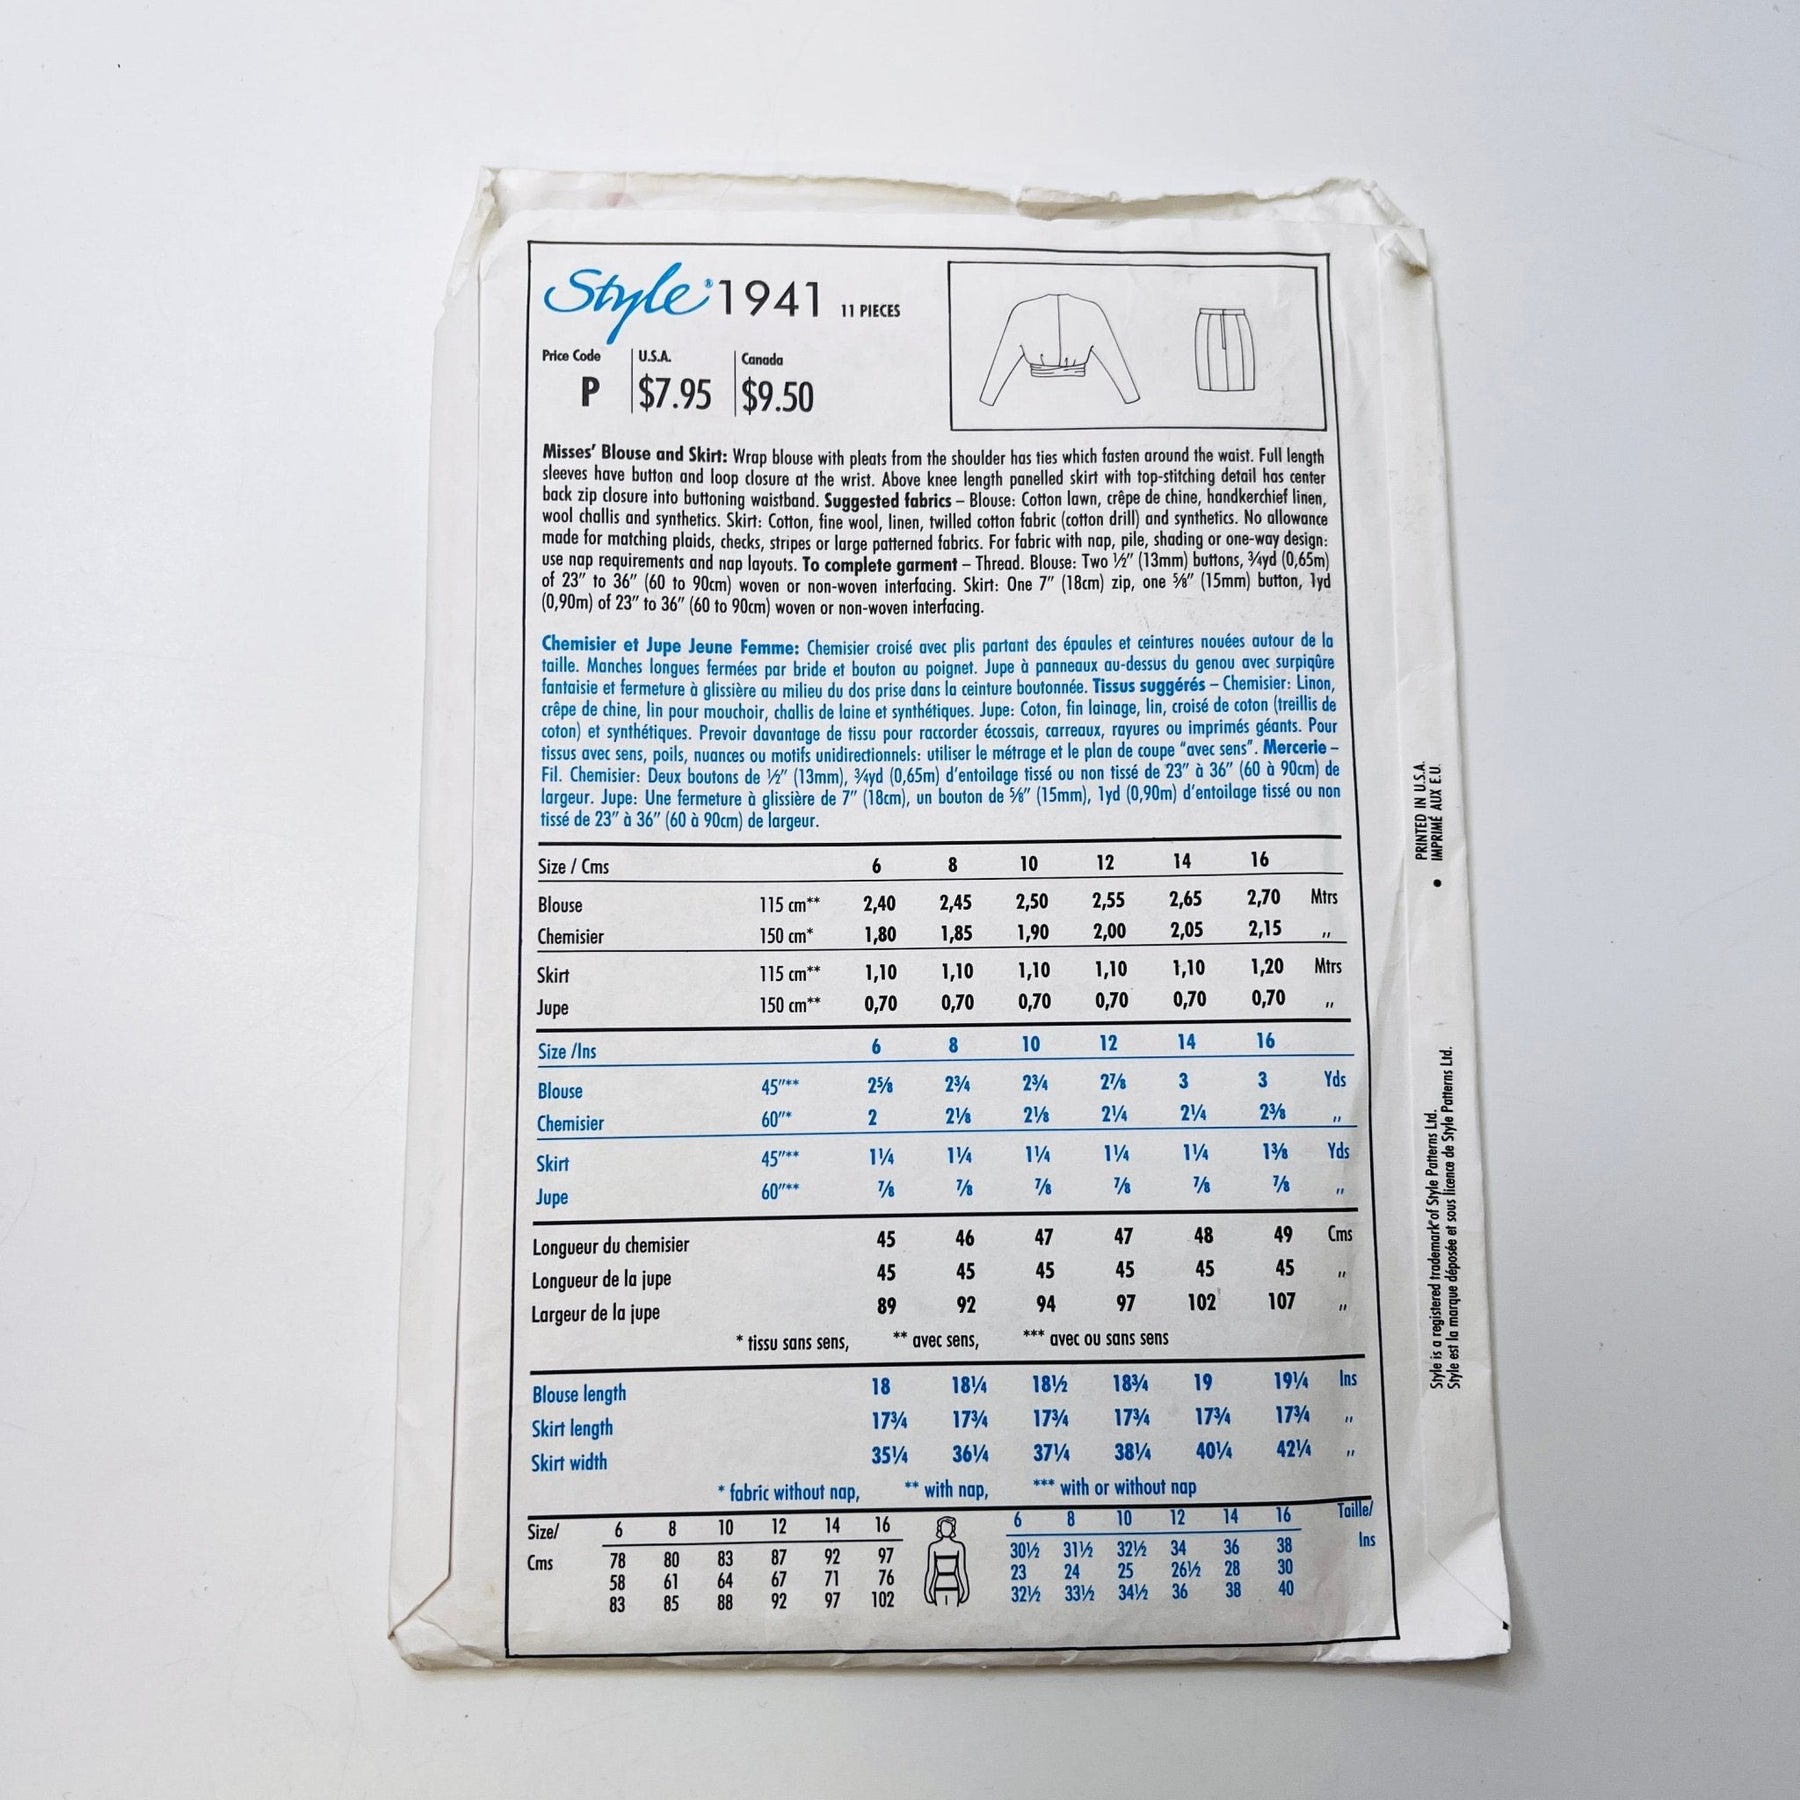 Style® 1941 11 PIECES
Price Code U.S.A. Canada
P $7.95 $9.50
Misses' Blouse and Skirt: Wrap blouse with pleats from the shoulder has ties which fasten around the waist. Full length
sleeves have button and loop closure at the wrist. Above knee length panelled skirt with top-stitching detail has center
back zip closure into buttoning waistband. Suggested fabrics – Blouse: Cotton lawn, crêpe de chine, handkerchief linen,
wool challis and synthetics. Skirt: Cotton, fine wool, linen, twilled cotton fabric (cotton drill) and synthetics. No allowance
made for matching plaids, checks, stripes or large patterned fabrics. For fabric with nap, pile, shading or one-way design:
use nap requirements and nap layouts. To complete garment – Thread. Blouse: Two ½" (13mm) buttons, ¾yd (0,65m)
of 23" to 36" (60 to 90cm) woven or non-woven interfacing. Skirt: One 7" (18cm) zip, one ⅝" (15mm) button, 1yd
(0,90m) of 23" to 36" (60 to 90cm) woven or non-woven interfacing.
Chemisier et Jupe Jeune Femme: Chemisier croisé avec plis partant des épaules et ceintures nouées autour de la
taille. Manches longues fermées par bride et bouton au poignet. Jupe à panneaux au-dessus du genou avec surpiqûre
fantaisie et fermeture à glissière au milieu du dos prise dans la ceinture boutonnée. Tissus suggérés – Chemisier: Linon,
crêpe de chine, lin pour mouchoir, challis de laine et synthétiques. Jupe: Coton, fin lainage, lin, croisé de coton (treillis de
coton) et synthétiques. Prevoir davantage de tissu pour raccorder écossais, carreaux, rayures ou imprimés géants. Pour
tissus avec sens, poils, nuances ou motifs unidirectionnels: utiliser le métrage et le plan de coupe "avec sens". Mercerie –
Fil. Chemisier: Deux boutons de ½" (13mm), ¾yd (0,65m) d'entoilage tissé ou non tissé de 23" à 36" (60 à 90cm) de
largeur. Jupe: Une fermeture à glissière de 7" (18cm), un bouton de ⅝" (15mm), 1yd (0,90m) d'entoilage tissé ou non
tissé de 23" à 36" (60 à 90cm) de largeur.
Size / Cms 6 8 10 12 14 16
Blouse 115 cm** 2,40 2,45 2,50 2,55 2,65 2,70 Mtrs
Chemisier 150 cm* 1,80 1,85 1,90 2,00 2,05 2,15 ,,
Skirt 115 cm** 1,10 1,10 1,10 1,10 1,10 1,20 Mtrs
Jupe 150 cm** 0,70 0,70 0,70 0,70 0,70 0,70 ,,
Size /Ins 6 8 10 12 14 16
Blouse 45"** 2⅝ 2¾ 2¾ 2⅞ 3 3 Yds
Chemisier 60"* 2 2⅛ 2⅛ 2¼ 2¼ 2⅜ ,,
Skirt 45"** 1¼ 1¼ 1¼ 1¼ 1¼ 1⅜ Yds
Jupe 60"** ⅞ ⅞ ⅞ ⅞ ⅞ ⅞ ,,
Longueur du chemisier 45 46 47 47 48 49 Cms
Longueur de la jupe 45 45 45 45 45 45 ,,
Largeur de la jupe 89 92 94 97 102 107 ,,
* tissu sans sens, ** avec sens, *** avec ou sans sens
Blouse length 18 18¼ 18½ 18¾ 19 19¼ Ins
Skirt length 17¾ 17¾ 17¾ 17¾ 17¾ 17¾ ,,
Skirt width 35¼ 36¼ 37¼ 38¼ 40¼ 42¼ ,,
* fabric without nap, ** with nap, *** with or without nap
Size/ 6 8 10 12 14 16 6 8 10 12 14 16 Taille/
Cms 78 80 83 87 92 97 30½ 31½ 32½ 34 36 38 Ins
58 61 64 67 71 76 23 24 25 26½ 28 30
83 85 88 92 97 102 32½ 33½ 34½ 36 38 40
Style is a registered trademark of Style Patterns Ltd. • PRINTED IN U.S.A.
Style est la marque déposée et sous licence de Style Patterns Ltd. IMPRIMÉ AUX E.U.